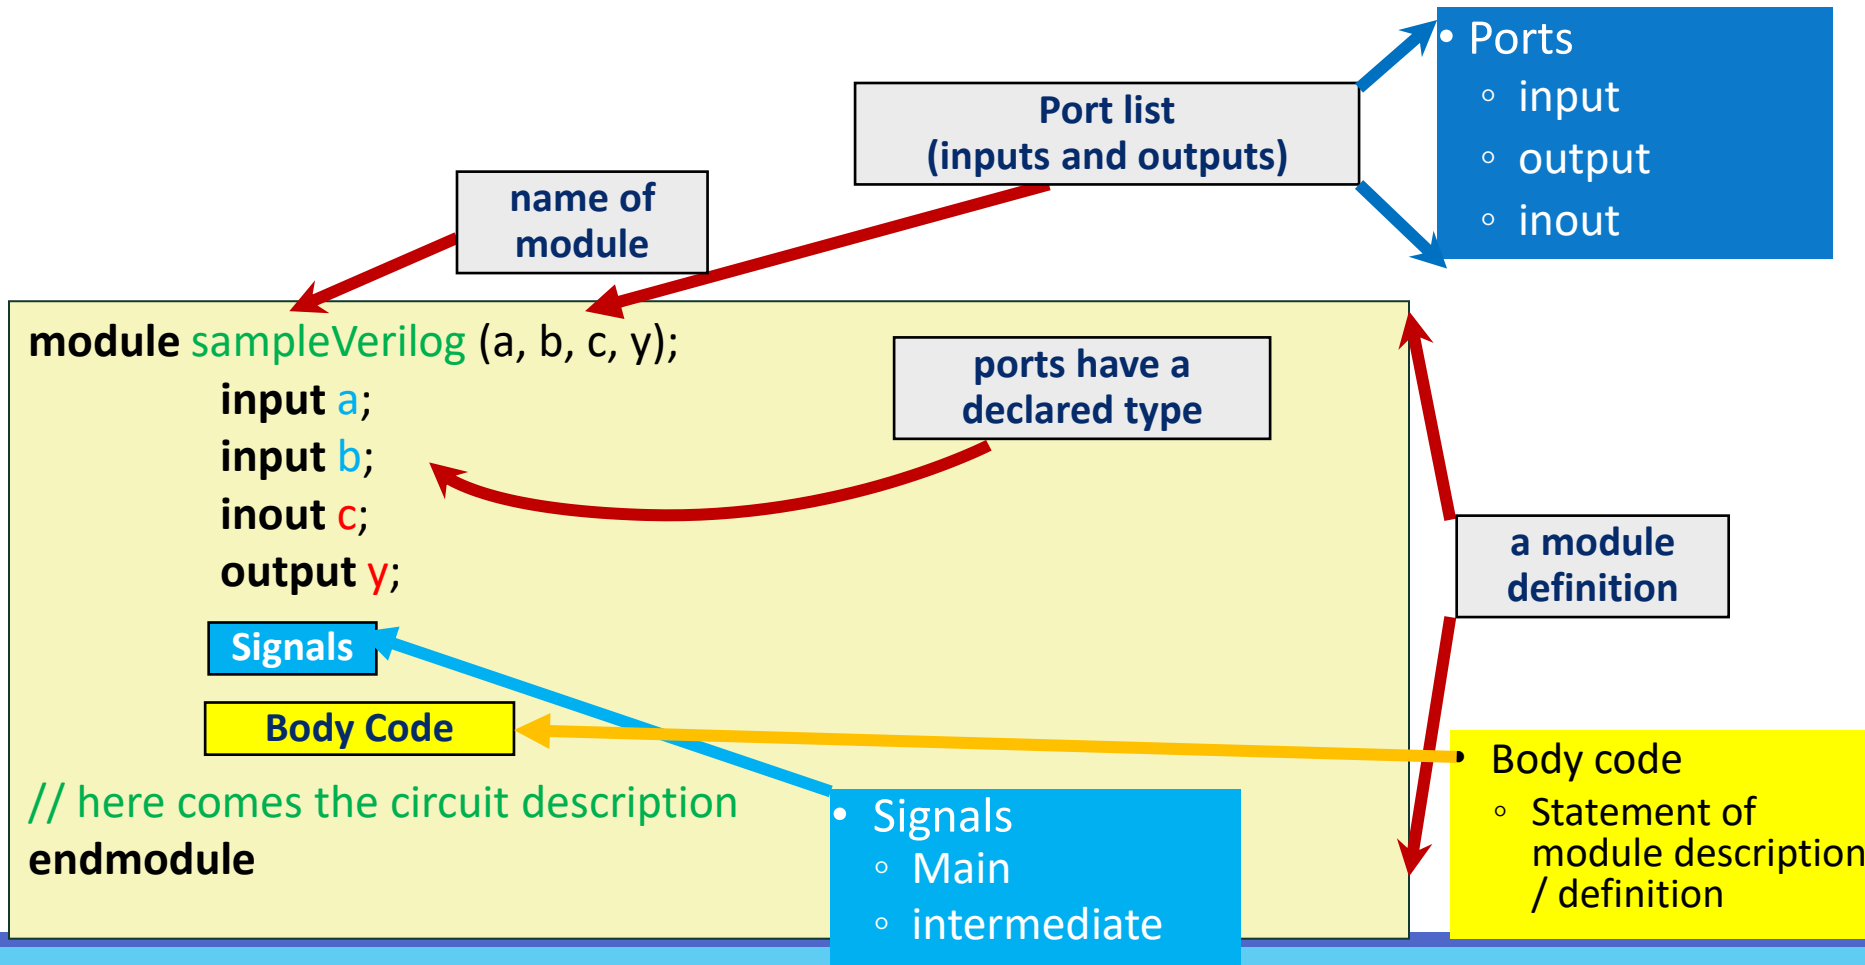 • Ports
◦ input
◦ output
◦ inout
Port list
(inputs and outputs)
name of
module
module sampleVerilog (a, b, c, y);
input a;
input b;
inout c;
output y;
ports have a
declared type
a module
definition
Signals
Body Code
// here comes the circuit description
endmodule
• Signals
◦ Main
◦ intermediate
• Body code
◦ Statement of
module description
/ definition